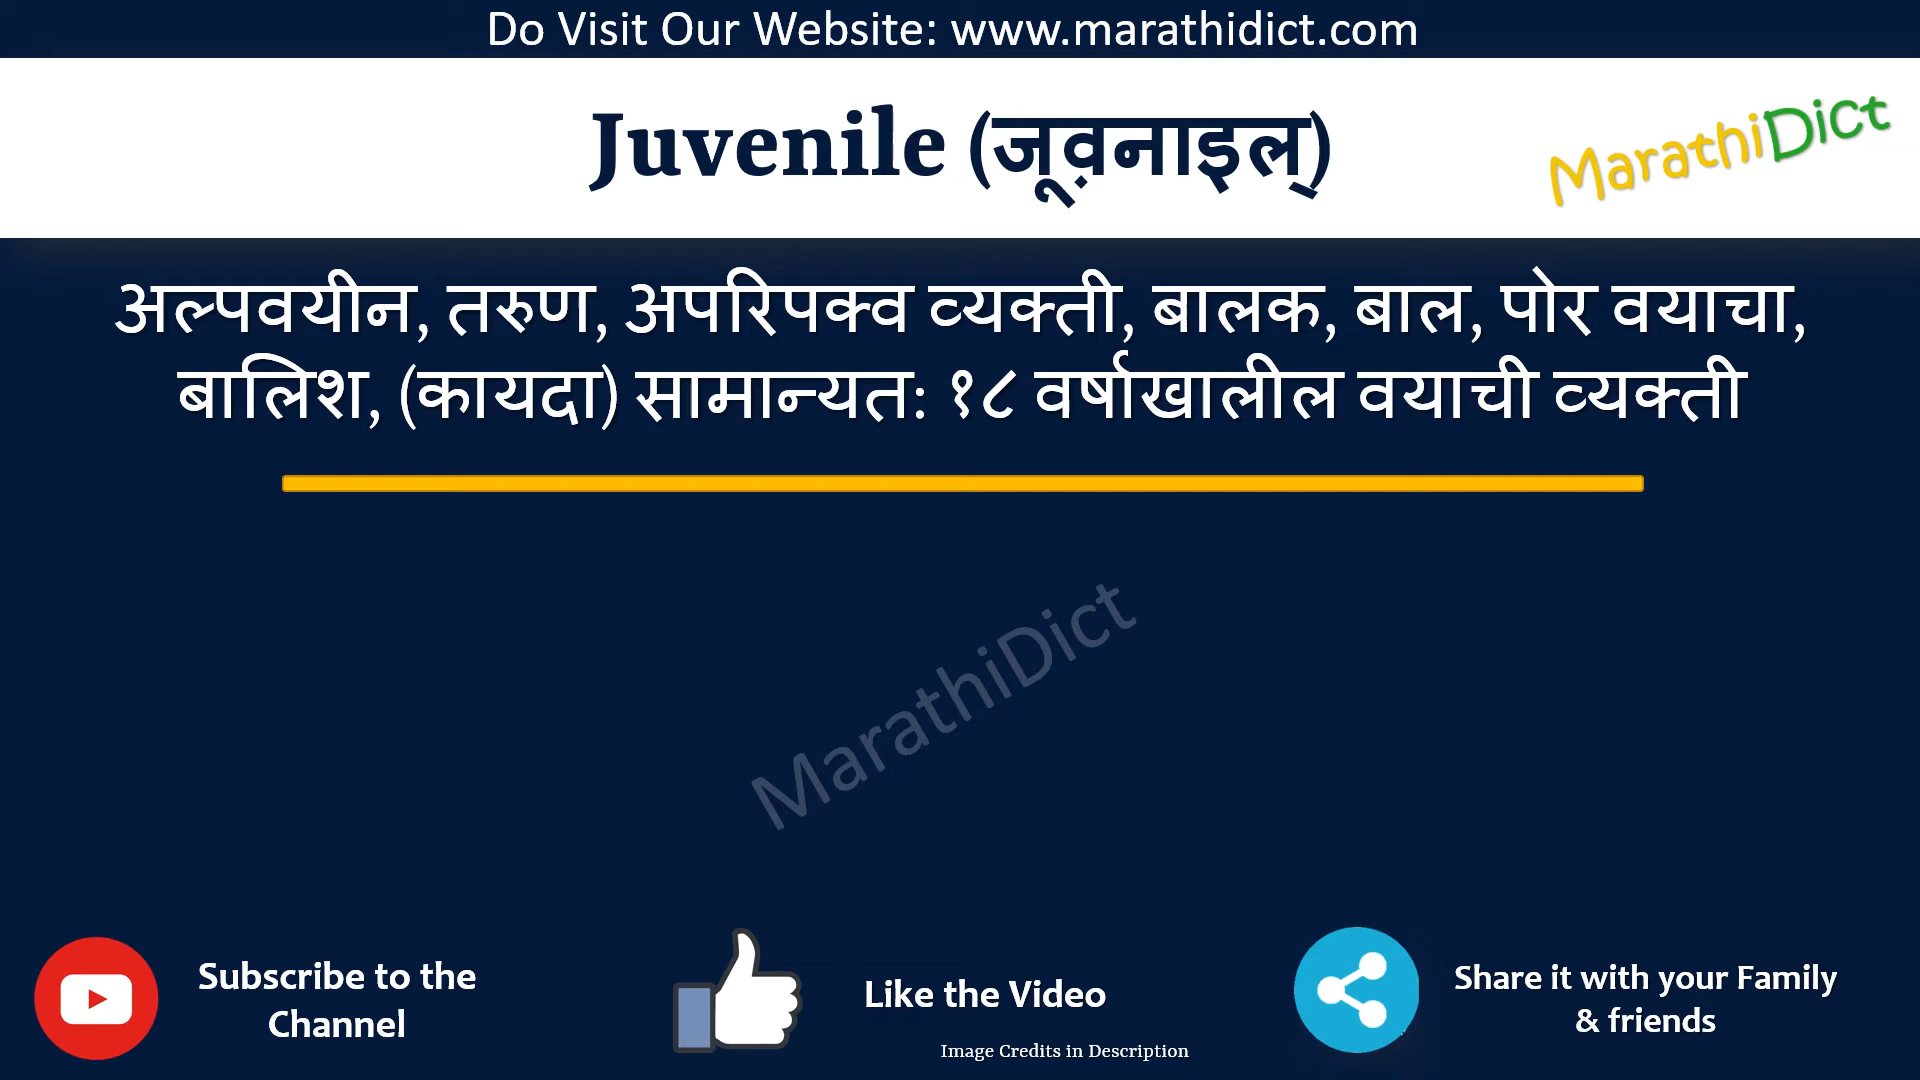 Do Visit Our Website: www.marathidict.com
Juvenile (जूव़नाइल्)
MarathiDict
अल्पवयीन, तरुण, अपरिपक्व व्यक्ती, बालक, बाल, पोर वयाचा,
बालिश, (कायदा) सामान्यत: १८ वर्षाखालील वयाची व्यक्ती
MarathiDict
Subscribe to the
Channel
Like the Video
Share it with your Family
& friends
Image Credits in Description